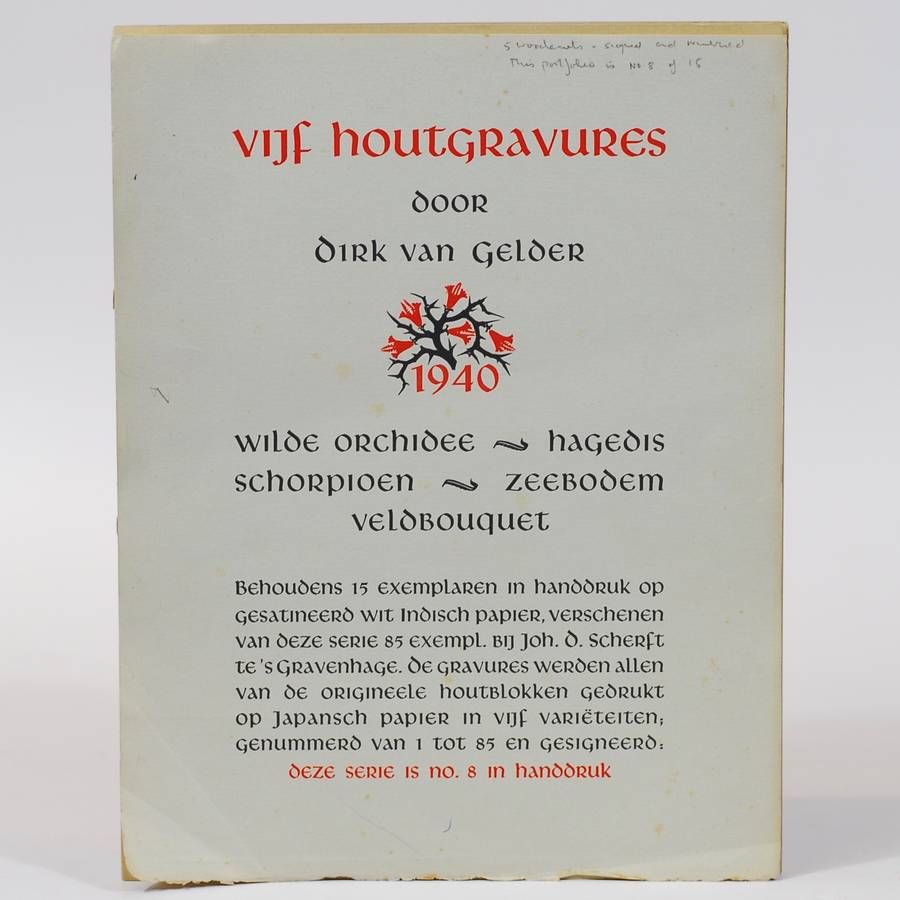 5 woodcuts - signed and numbered
This portfolio is No 8 of 15
Vijf houtgravures
door
Dirk van Gelder
1940
Wilde orchidee ~ hagedis
schorpioen ~ zeebodem
veldbouquet
Behoudens 15 exemplaren in handdruk op
gesatineerd wit Indisch papier, verschenen
van deze serie 85 exempl. bij Joh. D. Scherft
te 's Gravenhage. De gravures werden allen
van de origineele houtblokken gedrukt
op Japansch papier in vijf variëteiten;
genummerd van 1 tot 85 en gesigneerd:
deze serie is no. 8 in handdruk